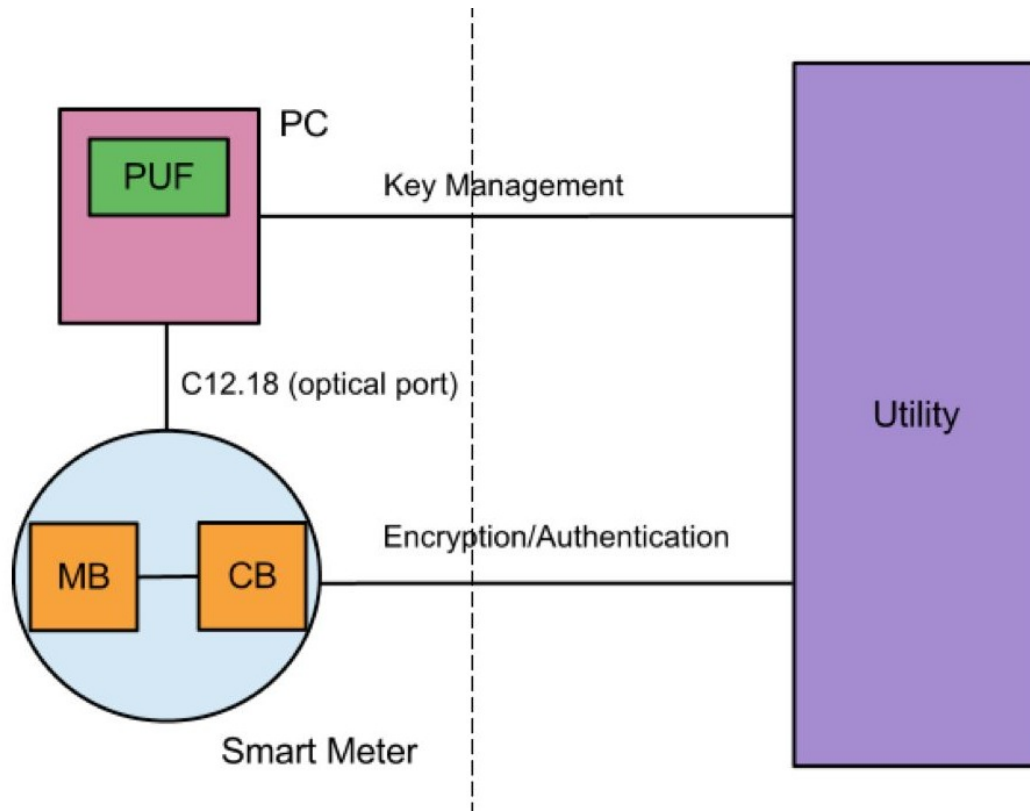 PC
PUF
Key Management
C12.18 (optical port)
Utility
Encryption/Authentication
MB
CB
Smart Meter